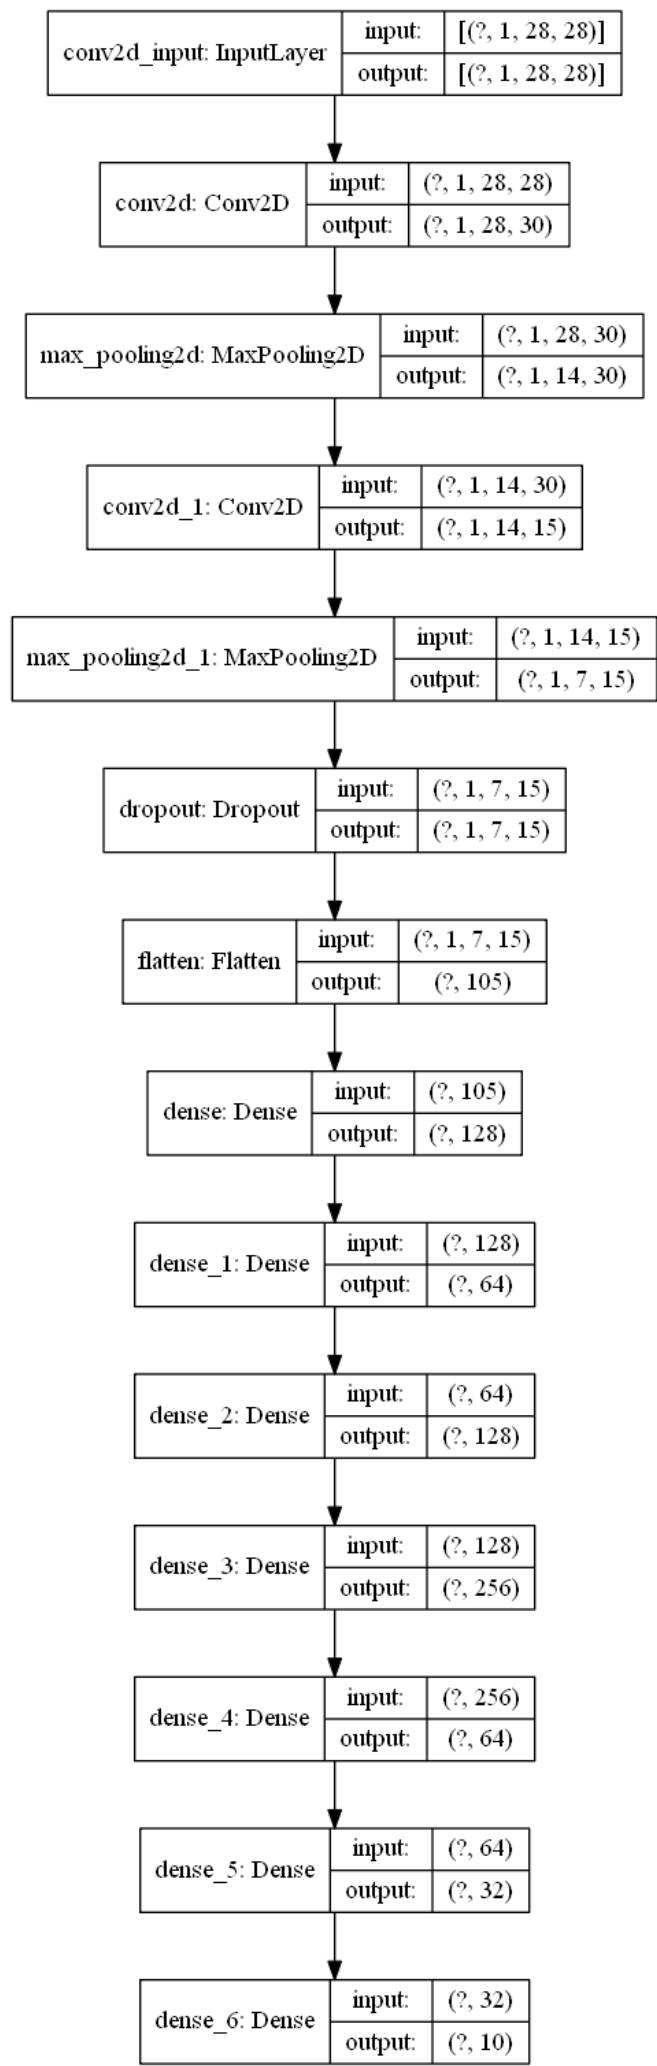 conv2d_input: InputLayer
input: [(?, 1, 28, 28)]
output: [(?, 1, 28, 28)]
conv2d: Conv2D
input: (?, 1, 28, 28)
output: (?, 1, 28, 30)
max_pooling2d: MaxPooling2D
input: (?, 1, 28, 30)
output: (?, 1, 14, 30)
conv2d_1: Conv2D
input: (?, 1, 14, 30)
output: (?, 1, 14, 15)
max_pooling2d_1: MaxPooling2D
input: (?, 1, 14, 15)
output: (?, 1, 7, 15)
dropout: Dropout
input: (?, 1, 7, 15)
output: (?, 1, 7, 15)
flatten: Flatten
input: (?, 1, 7, 15)
output: (?, 105)
dense: Dense
input: (?, 105)
output: (?, 128)
dense_1: Dense
input: (?, 128)
output: (?, 64)
dense_2: Dense
input: (?, 64)
output: (?, 128)
dense_3: Dense
input: (?, 128)
output: (?, 256)
dense_4: Dense
input: (?, 256)
output: (?, 64)
dense_5: Dense
input: (?, 64)
output: (?, 32)
dense_6: Dense
input: (?, 32)
output: (?, 10)